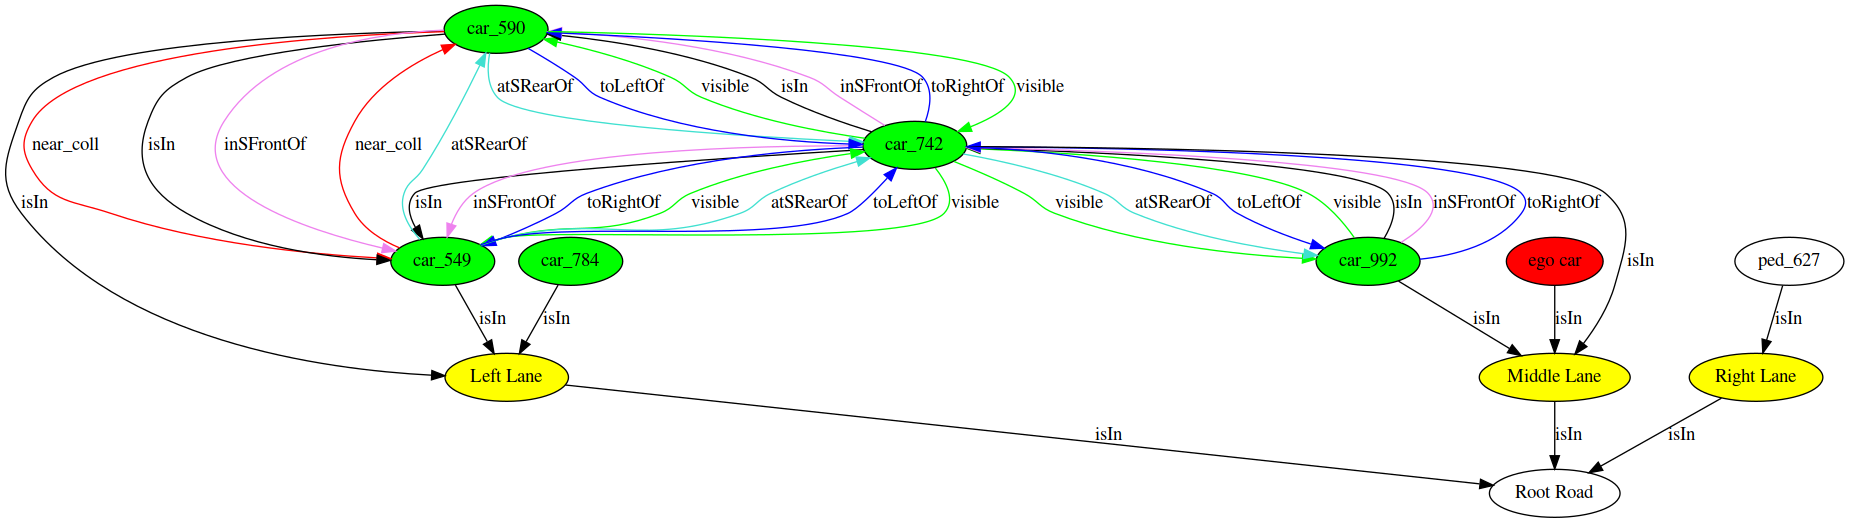 car_590
atSRearOf toLeftOf visible isIn inSFrontOf toRightOf visible
near_coll isIn inSFrontOf near_coll atSRearOf car_742
isIn isIn inSFrontOf toRightOf visible atSRearOf toLeftOf visible visible atSRearOf toLeftOf visible isIn inSFrontOf toRightOf
car_549 car_784 car_992 ego car isIn ped_627
isIn isIn isIn isIn isIn
Left Lane Middle Lane Right Lane
isIn isIn isIn
Root Road